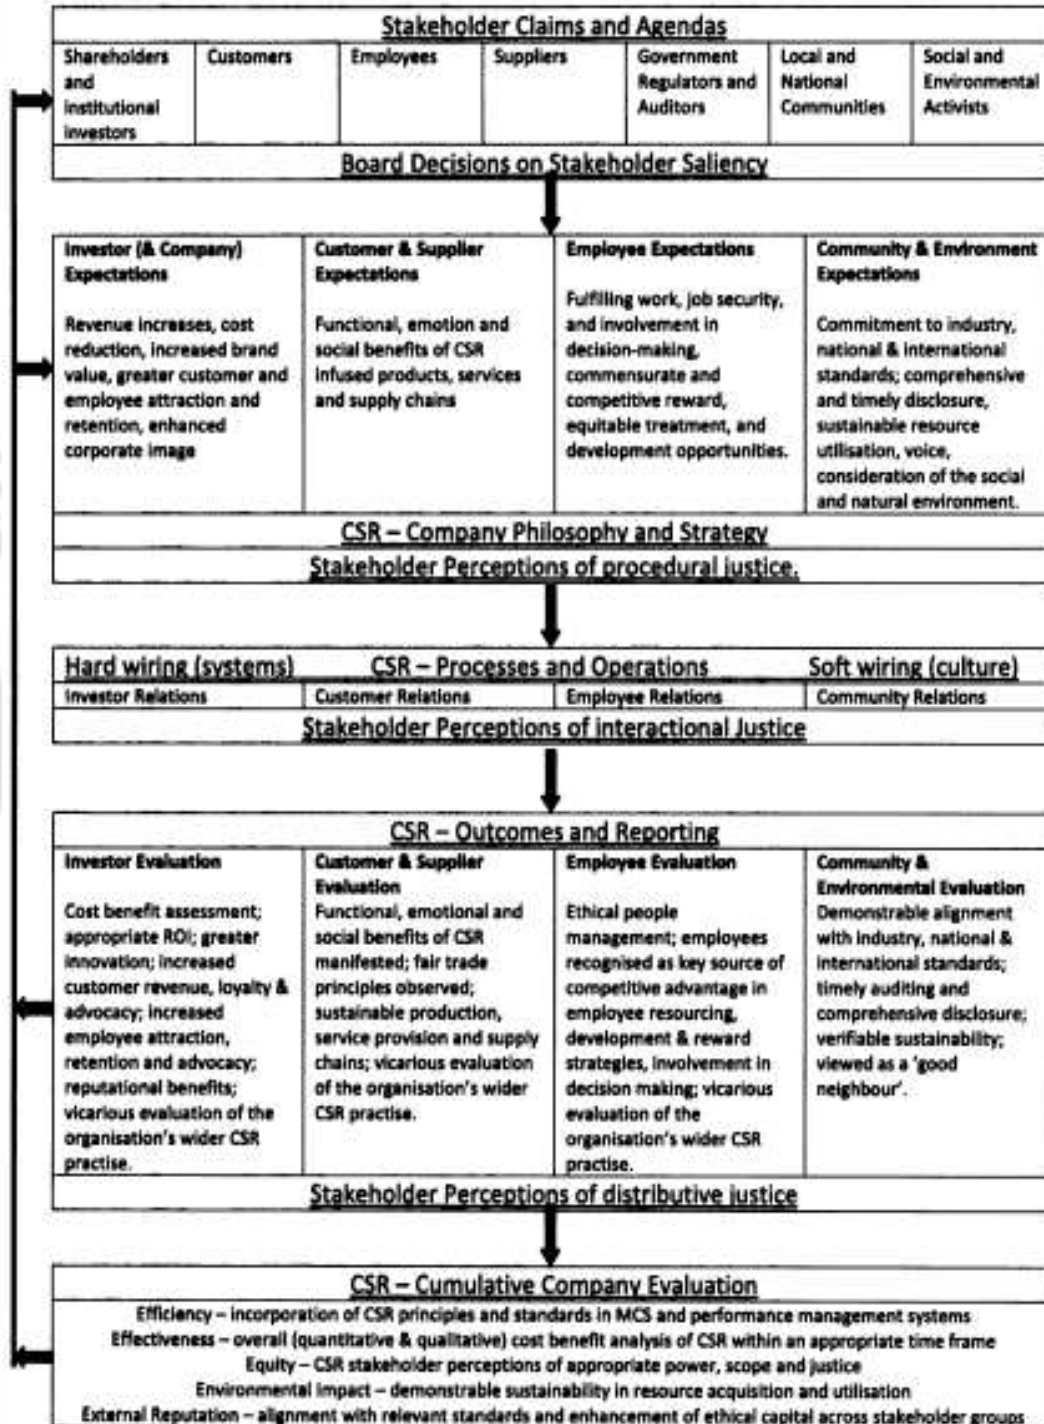 Stakeholder Claims and Agendas
Shareholders
and
institutional
investors
Customers
Employees
Suppliers
Government
Regulators and
Auditors
Local and
National
Communities
Social and
Environmental
Activists
Board Decisions on Stakeholder Saliency
Investor (& Company)
Expectations
Revenue increases, cost
reduction, increased brand
value, greater customer and
employee attraction and
retention, enhanced
corporate image
Customer & Supplier
Expectations
Functional, emotion and
social benefits of CSR
infused products, services
and supply chains
Employee Expectations
Fulfilling work, job security,
and involvement in
decision-making,
commensurate and
competitive reward,
equitable treatment, and
development opportunities.
Community & Environment
Expectations
Commitment to industry,
national & international
standards; comprehensive
and timely disclosure,
sustainable resource
utilisation, voice,
consideration of the social
and natural environment.
CSR – Company Philosophy and Strategy
Stakeholder Perceptions of procedural justice.
Hard wiring (systems) CSR – Processes and Operations Soft wiring (culture)
Investor Relations Customer Relations Employee Relations Community Relations
Stakeholder Perceptions of interactional Justice
CSR – Outcomes and Reporting
Investor Evaluation
Cost benefit assessment;
appropriate ROI; greater
innovation; increased
customer revenue, loyalty &
advocacy; increased
employee attraction,
retention and advocacy;
reputational benefits;
vicarious evaluation of the
organisation's wider CSR
practise.
Customer & Supplier
Evaluation
Functional, emotional and
social benefits of CSR
manifested; fair trade
principles observed;
sustainable production,
service provision and supply
chains; vicarious evaluation
of the organisation's wider
CSR practise.
Employee Evaluation
Ethical people
management; employees
recognised as key source of
competitive advantage in
employee resourcing,
development & reward
strategies, involvement in
decision making; vicarious
evaluation of the
organisation's wider CSR
practise.
Community &
Environmental Evaluation
Demonstrable alignment
with industry, national &
international standards;
timely auditing and
comprehensive disclosure;
verifiable sustainability;
viewed as a 'good
neighbour'.
Stakeholder Perceptions of distributive justice
CSR – Cumulative Company Evaluation
Efficiency – incorporation of CSR principles and standards in MCS and performance management systems
Effectiveness – overall (quantitative & qualitative) cost benefit analysis of CSR within an appropriate time frame
Equity – CSR stakeholder perceptions of appropriate power, scope and justice
Environmental impact – demonstrable sustainability in resource acquisition and utilisation
External Reputation – alignment with relevant standards and enhancement of ethical capital across stakeholder groups